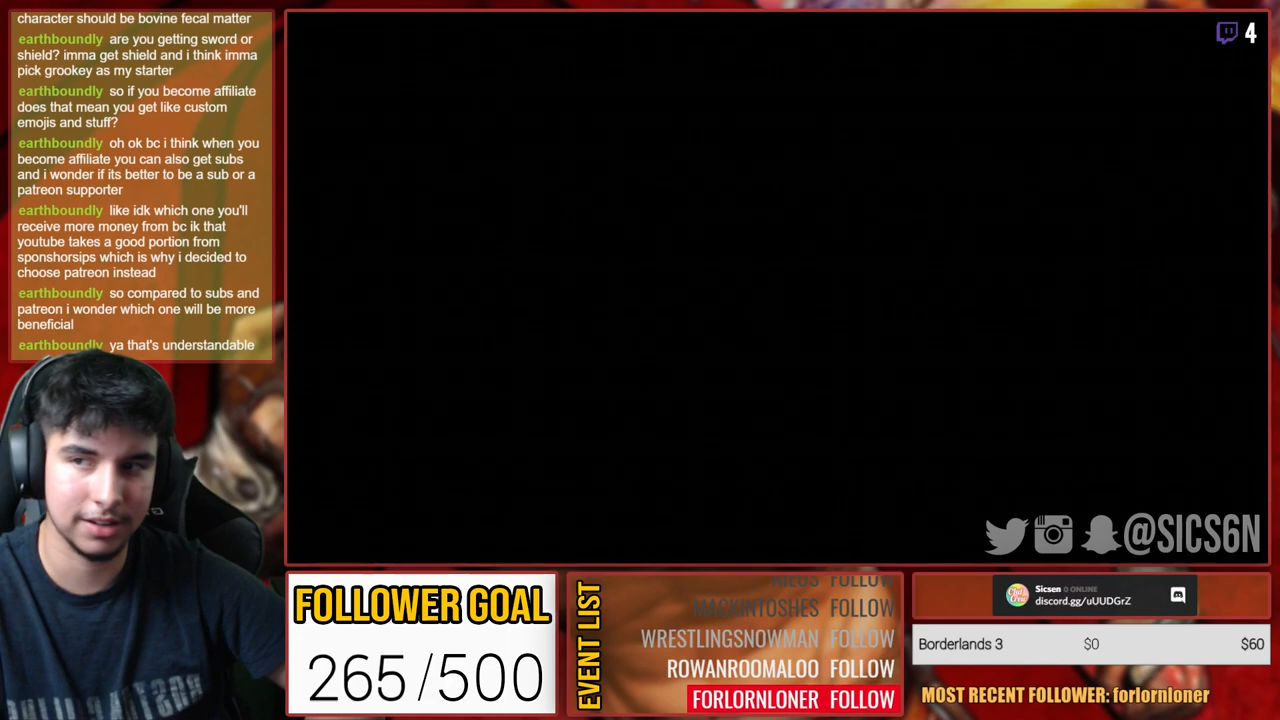 character should be bovine fecal matter
earthboundly are you getting sword or
shield? imma get shield and i think imma
pick grookey as my starter
earthboundly so if you become affiliate
does that mean you get like custom
emojis and stuff?
earthboundly oh ok bc i think when you
become affiliate you can also get subs
and i wonder if its better to be a sub or a
patreon supporter
earthboundly like idk which one you'll
receive more money from bc ik that
youtube takes a good portion from
sponshorsips which is why i decided to
choose patreon instead
earthboundly so compared to subs and
patreon i wonder which one will be more
beneficial
earthboundly ya that's understandable
4
@SICS6N
FOLLOWER GOAL
265/500
EVENT LIST
FOLLOW
MACKINTOSHES FOLLOW
WRESTLINGSNOWMAN FOLLOW
ROWANROOMALOO FOLLOW
FORLORNLONER FOLLOW
Sicsen 0 ONLINE
discord.gg/uUUDGrZ
Borderlands 3 $0 $60
MOST RECENT FOLLOWER: forlornloner